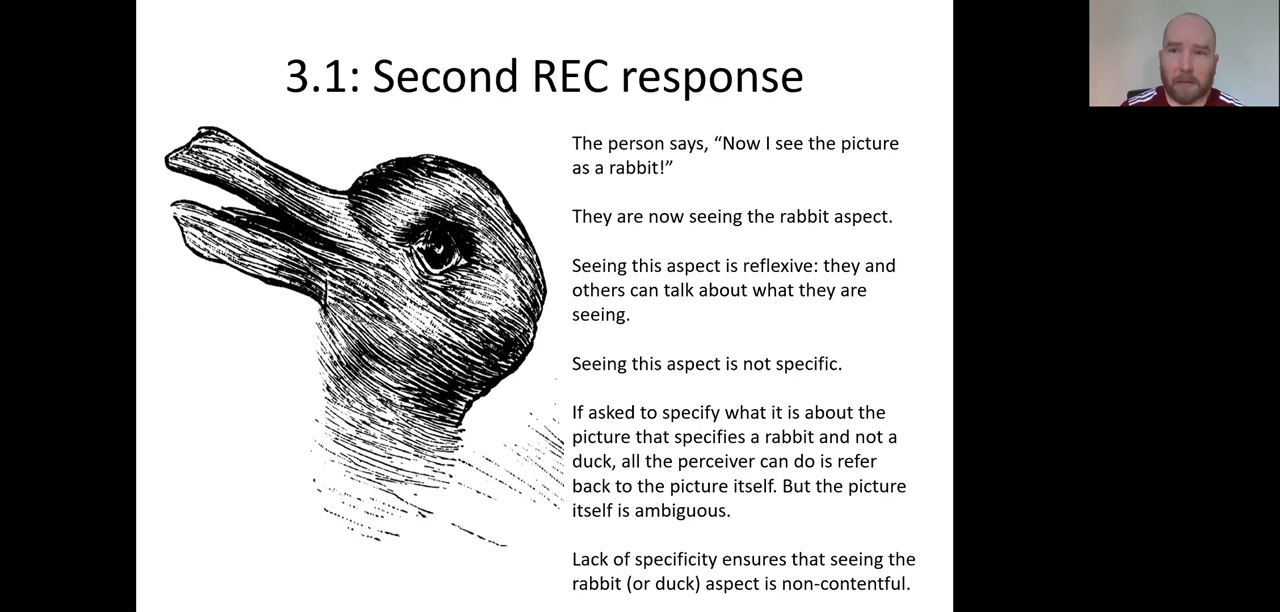 3.1: Second REC response
The person says, “Now I see the picture
as a rabbit!”
They are now seeing the rabbit aspect.
Seeing this aspect is reflexive: they and
others can talk about what they are
seeing.
Seeing this aspect is not specific.
If asked to specify what it is about the
picture that specifies a rabbit and not a
duck, all the perceiver can do is refer
back to the picture itself. But the picture
itself is ambiguous.
Lack of specificity ensures that seeing the
rabbit (or duck) aspect is non-contentful.